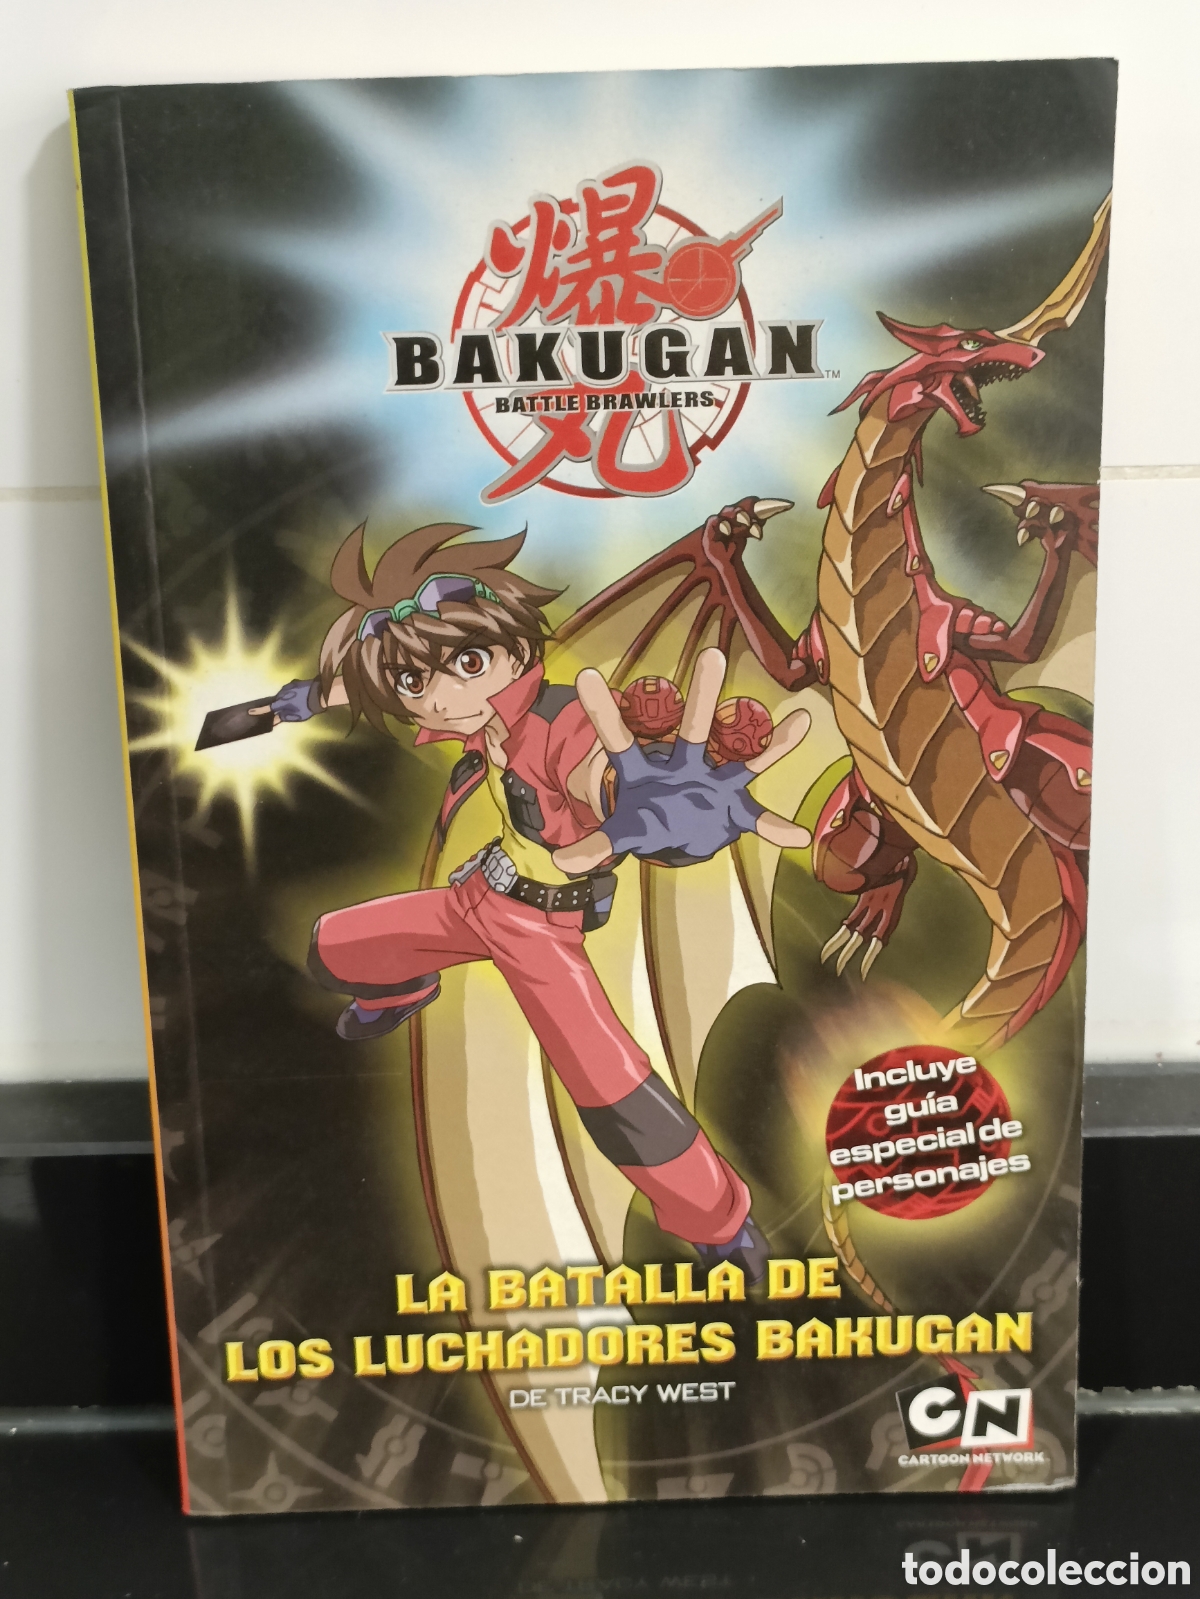 爆
BAKUGAN™
BATTLE BRAWLERS
丸
Incluye
guía
especial de
personajes
LA BATALLA DE
LOS LUCHADORES BAKUGAN
DE TRACY WEST
CN
CARTOON NETWORK
todocoleccion